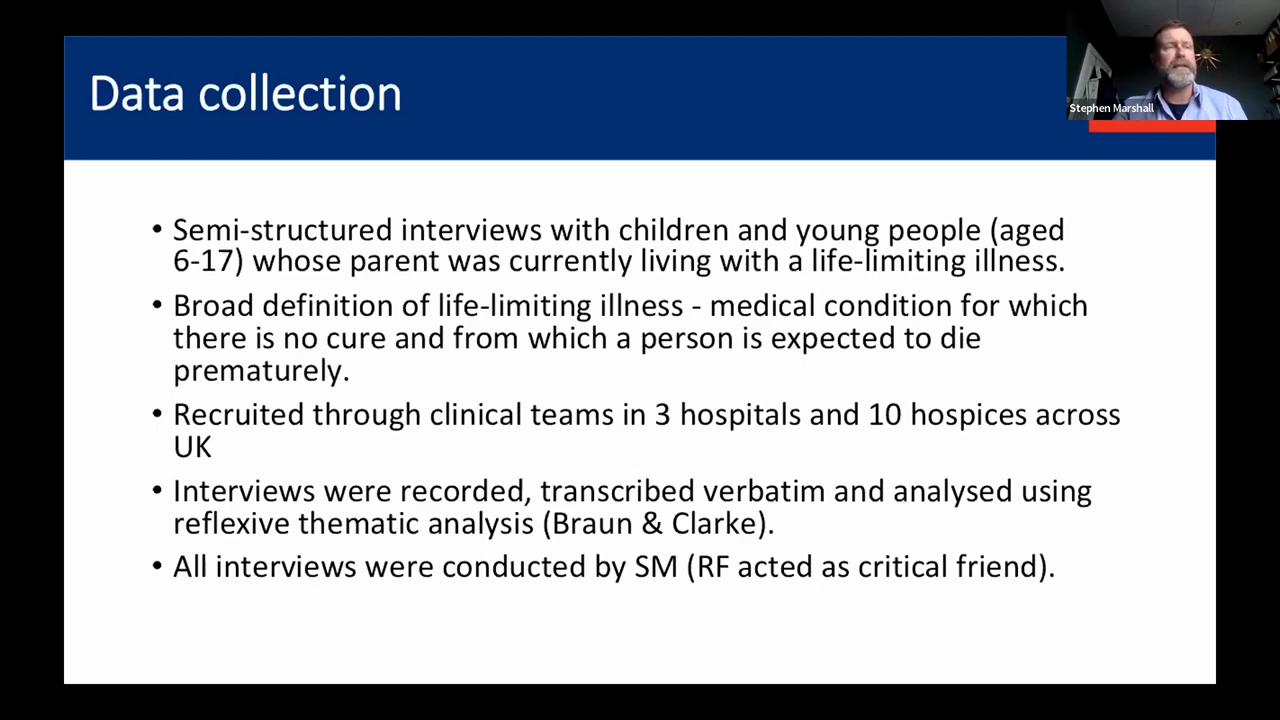 Data collection
Stephen Marshall
• Semi-structured interviews with children and young people (aged
6-17) whose parent was currently living with a life-limiting illness.
• Broad definition of life-limiting illness - medical condition for which
there is no cure and from which a person is expected to die
prematurely.
• Recruited through clinical teams in 3 hospitals and 10 hospices across
UK
• Interviews were recorded, transcribed verbatim and analysed using
reflexive thematic analysis (Braun & Clarke).
• All interviews were conducted by SM (RF acted as critical friend).